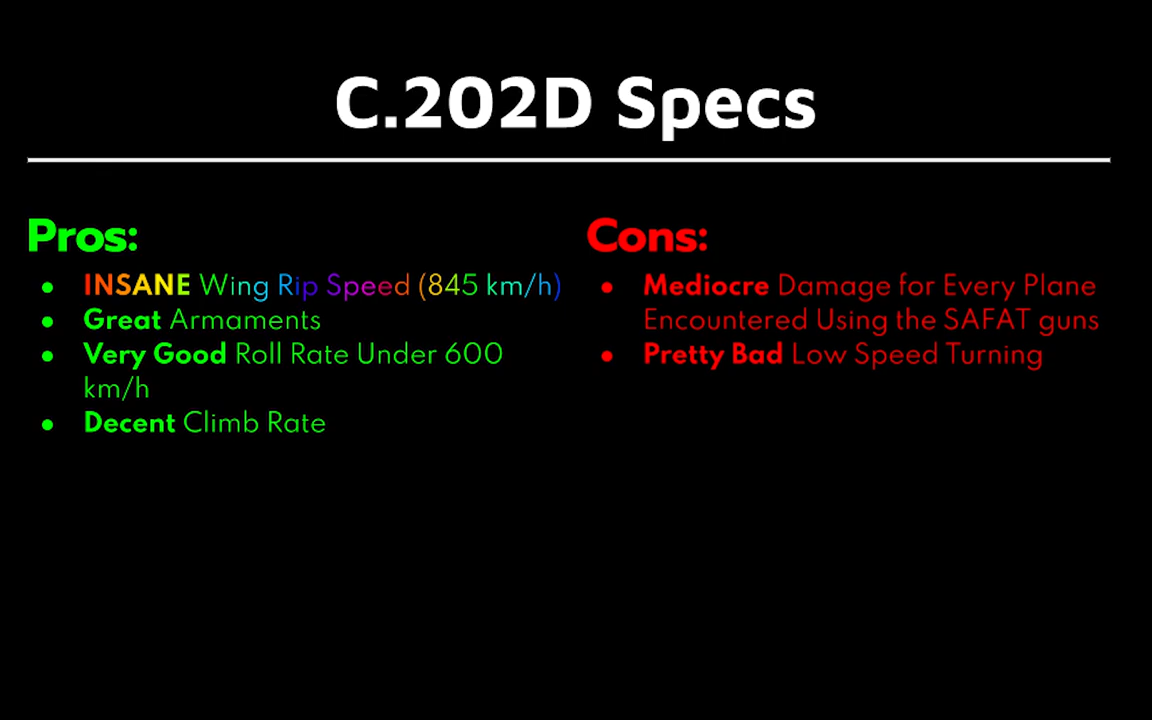 C.202D Specs
Pros:
INSANE Wing Rip Speed (845 km/h)
Great Armaments
Very Good Roll Rate Under 600
km/h
Decent Climb Rate
Cons:
Mediocre Damage for Every Plane
Encountered Using the SAFAT guns
Pretty Bad Low Speed Turning